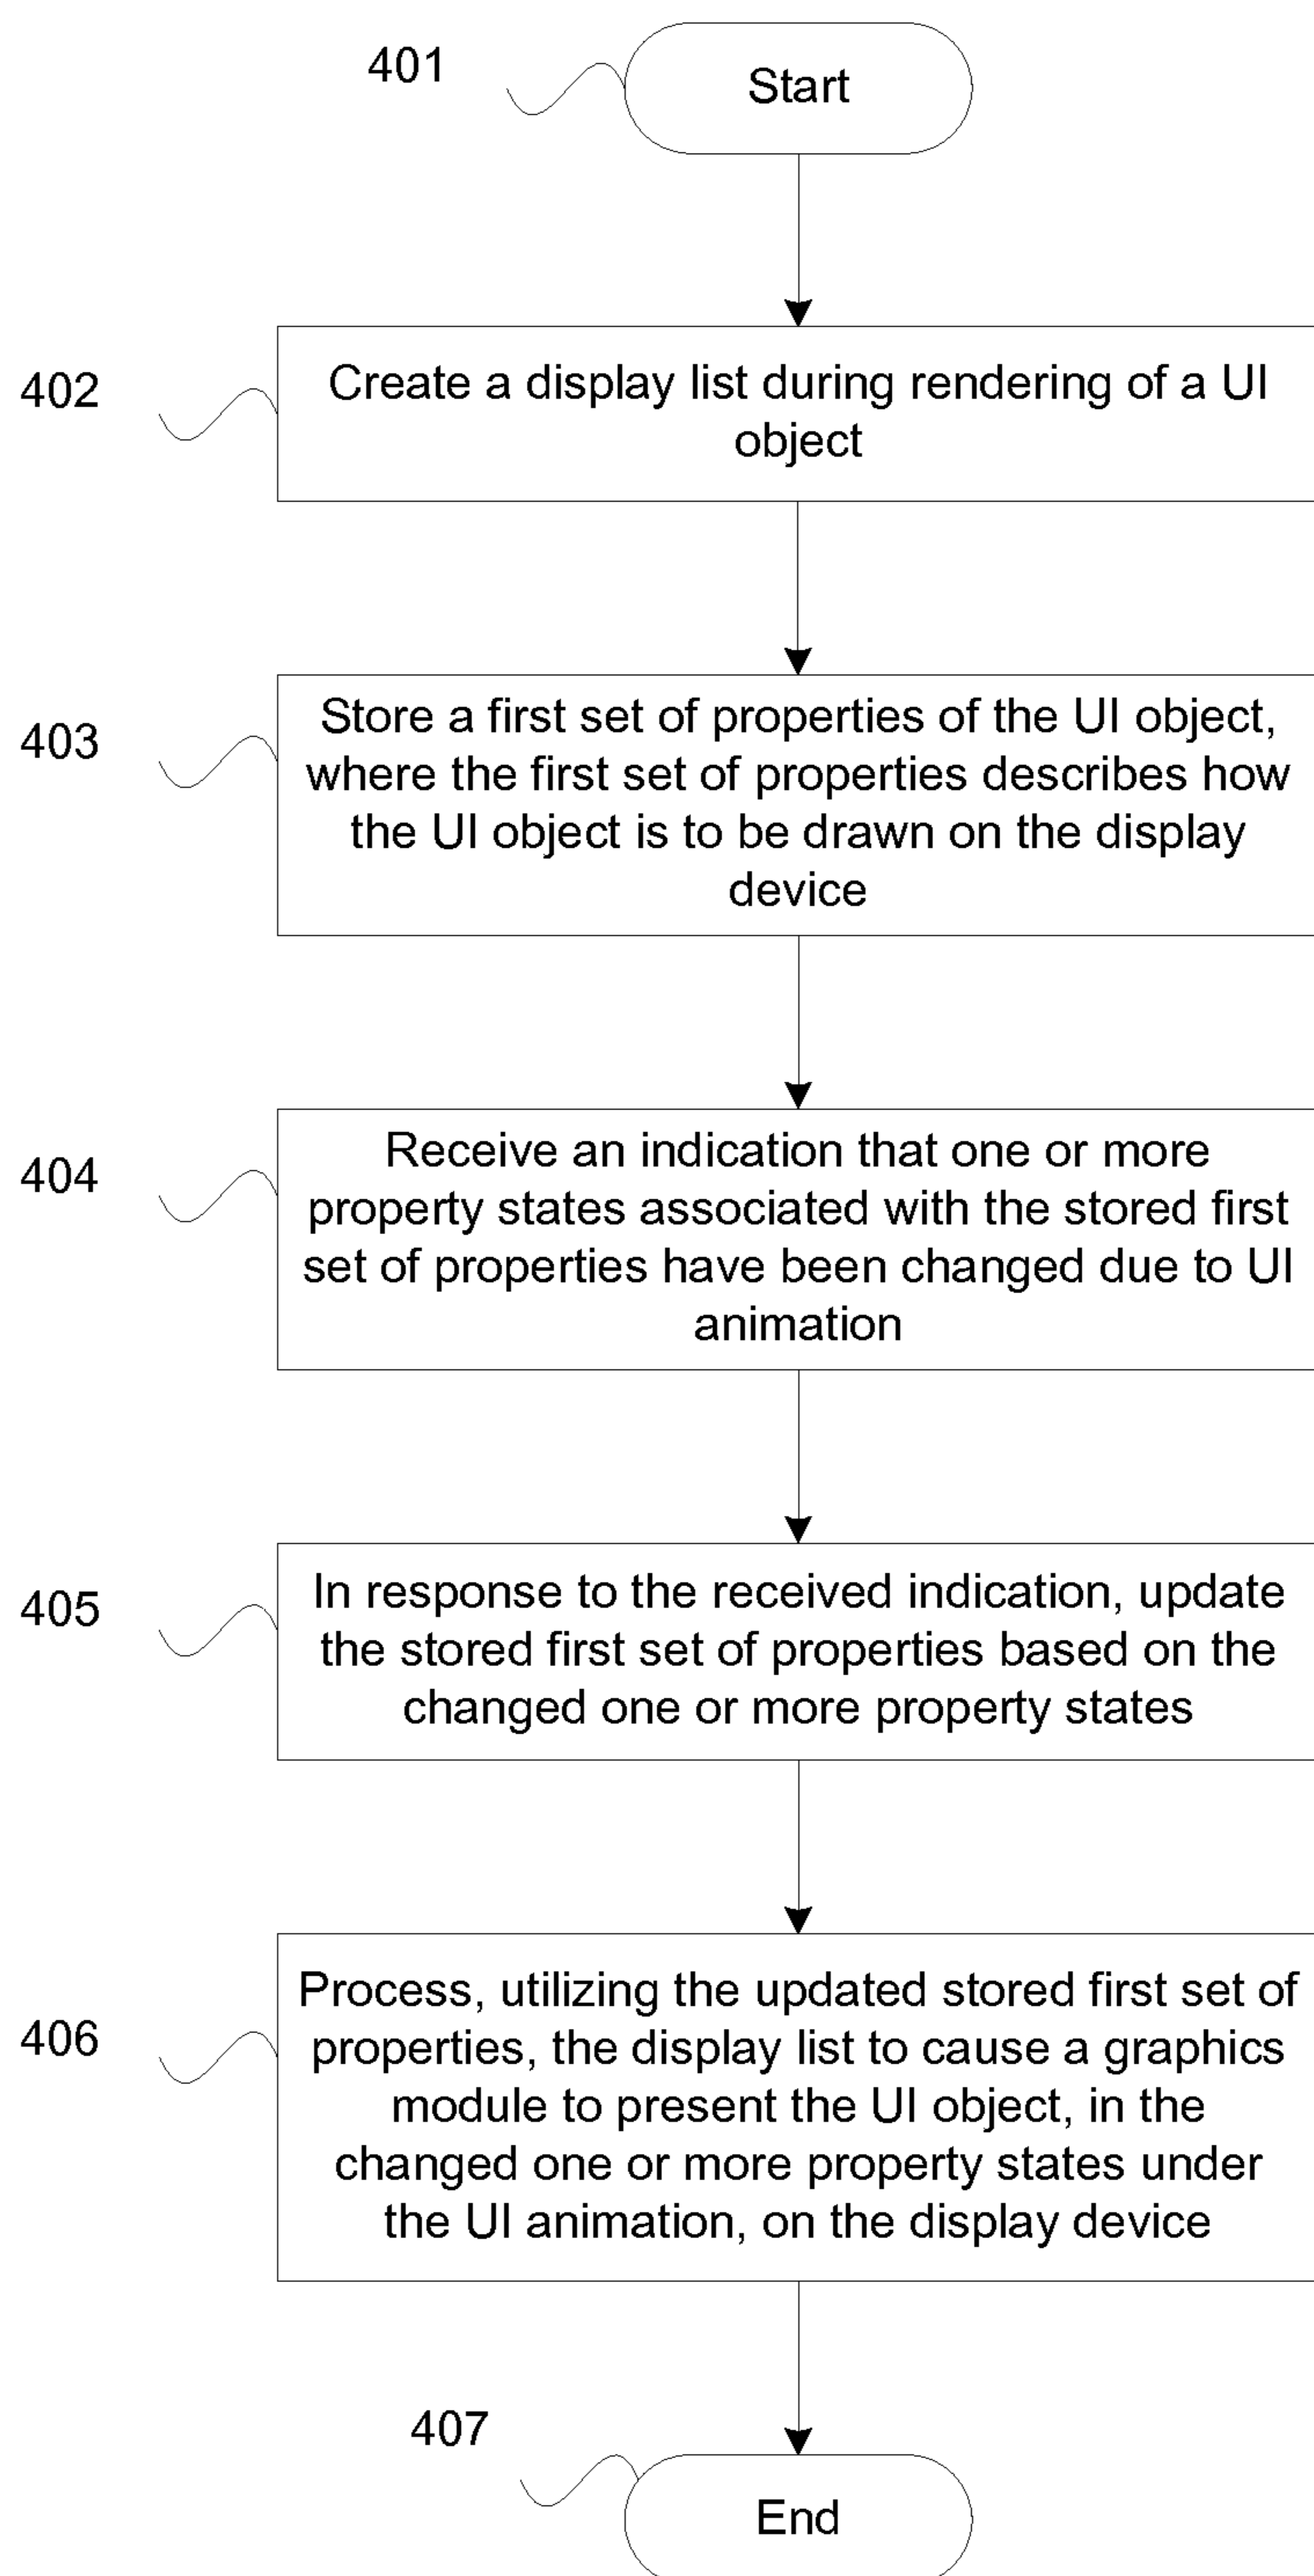 401
Start
402
Create a display list during rendering of a UI
object
403
Store a first set of properties of the UI object,
where the first set of properties describes how
the UI object is to be drawn on the display
device
404
Receive an indication that one or more
property states associated with the stored first
set of properties have been changed due to UI
animation
405
In response to the received indication, update
the stored first set of properties based on the
changed one or more property states
406
Process, utilizing the updated stored first set of
properties, the display list to cause a graphics
module to present the UI object, in the
changed one or more property states under
the UI animation, on the display device
407
End